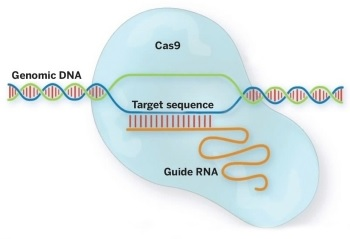 Cas9
Genomic DNA
Target sequence
Guide RNA